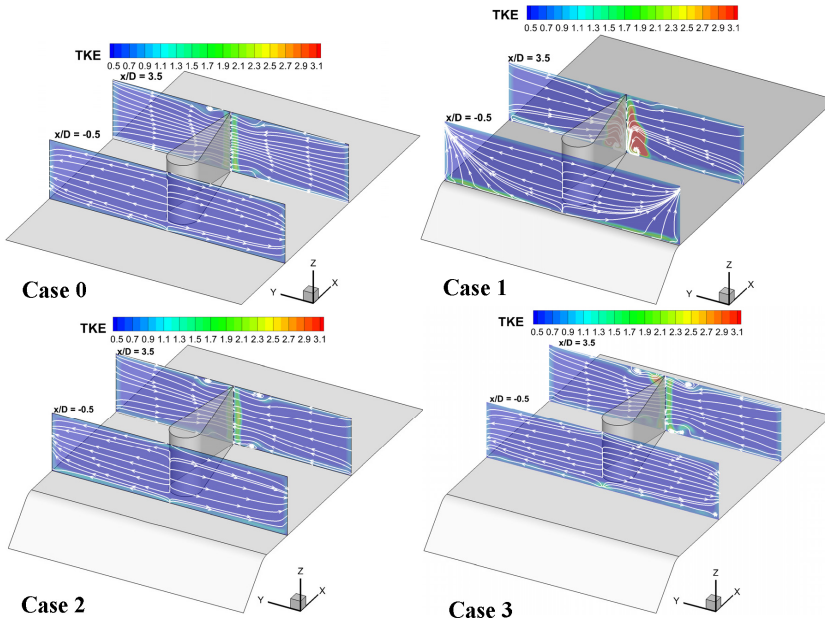 TKE
0.5 0.7 0.9 1.1 1.3 1.5 1.7 1.9 2.1 2.3 2.5 2.7 2.9 3.1
x/D = 3.5
x/D = -0.5
Z
Y
X
Case 0
TKE
0.5 0.7 0.9 1.1 1.3 1.5 1.7 1.9 2.1 2.3 2.5 2.7 2.9 3.1
x/D = 3.5
x/D = -0.5
Z
Y
X
Case 1
TKE
0.5 0.7 0.9 1.1 1.3 1.5 1.7 1.9 2.1 2.3 2.5 2.7 2.9 3.1
x/D = 3.5
x/D = -0.5
Z
Y
X
Case 2
TKE
0.5 0.7 0.9 1.1 1.3 1.5 1.7 1.9 2.1 2.3 2.5 2.7 2.9 3.1
x/D = 3.5
x/D = -0.5
Z
Y
X
Case 3